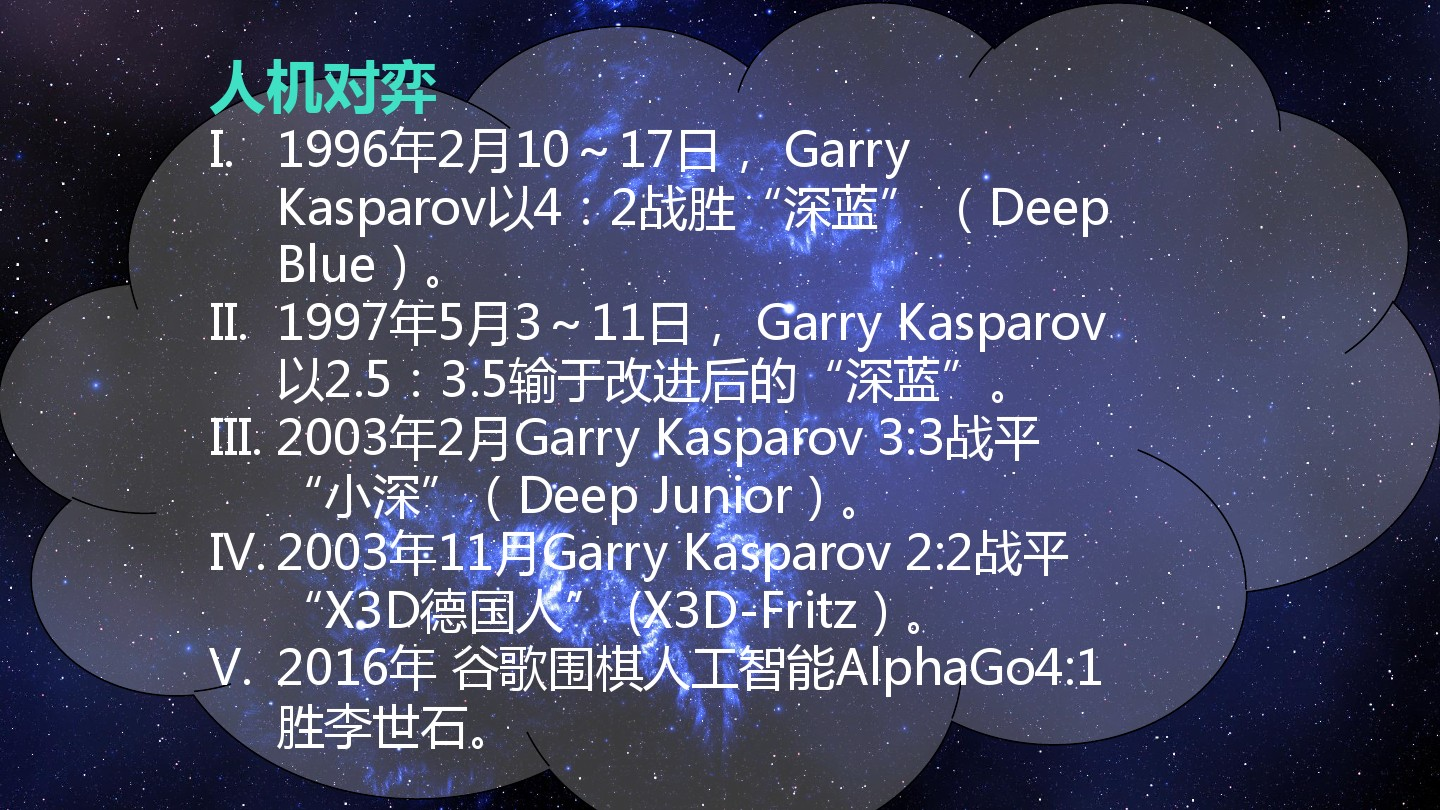 人机对弈
I. 1996年2月10～17日， Garry
Kasparov以4：2战胜“深蓝” （Deep
Blue）。
II. 1997年5月3～11日， Garry Kasparov
以2.5：3.5输于改进后的“深蓝”。
III. 2003年2月Garry Kasparov 3:3战平
“小深”（Deep Junior）。
IV. 2003年11月Garry Kasparov 2:2战平
“X3D德国人” (X3D-Fritz）。
V. 2016年 谷歌围棋人工智能AlphaGo4:1
胜李世石。